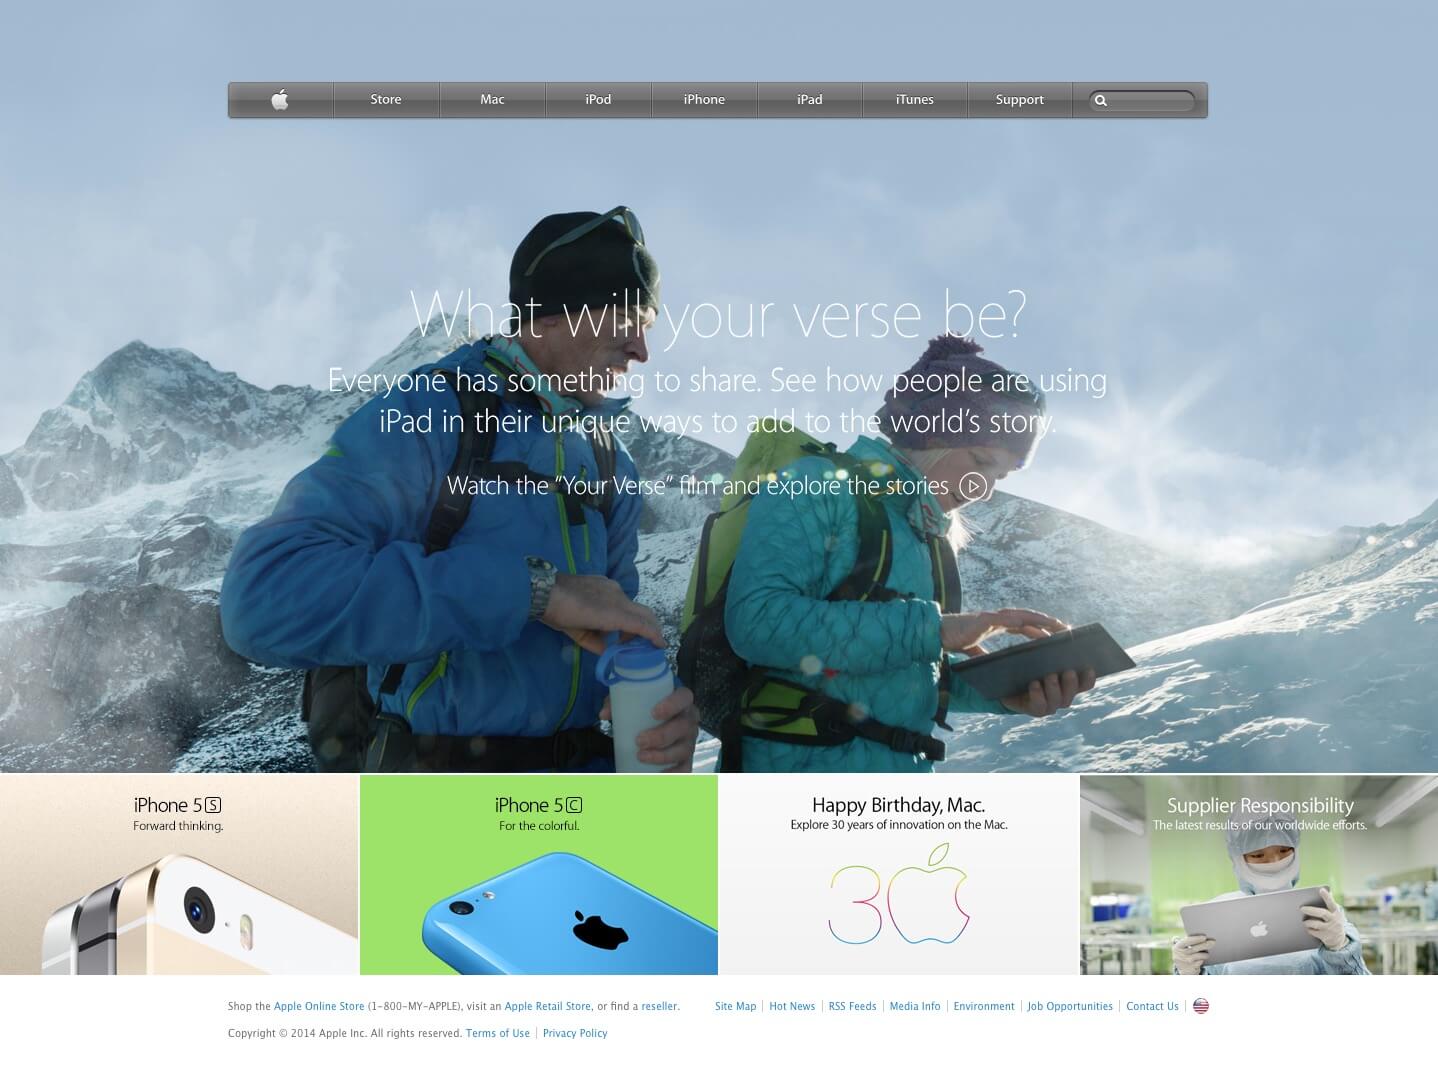 Store Mac iPod iPhone iPad iTunes Support
What will your verse be?
Everyone has something to share. See how people are using
iPad in their unique ways to add to the world's story.
Watch the "Your Verse" film and explore the stories
iPhone 5S
Forward thinking.
iPhone 5C
For the colorful.
Happy Birthday, Mac.
Explore 30 years of innovation on the Mac.
30
Supplier Responsibility
The latest results of our worldwide efforts.
Shop the Apple Online Store (1-800-MY-APPLE), visit an Apple Retail Store, or find a reseller.
Site Map | Hot News | RSS Feeds | Media Info | Environment | Job Opportunities | Contact Us |
Copyright © 2014 Apple Inc. All rights reserved. Terms of Use | Privacy Policy